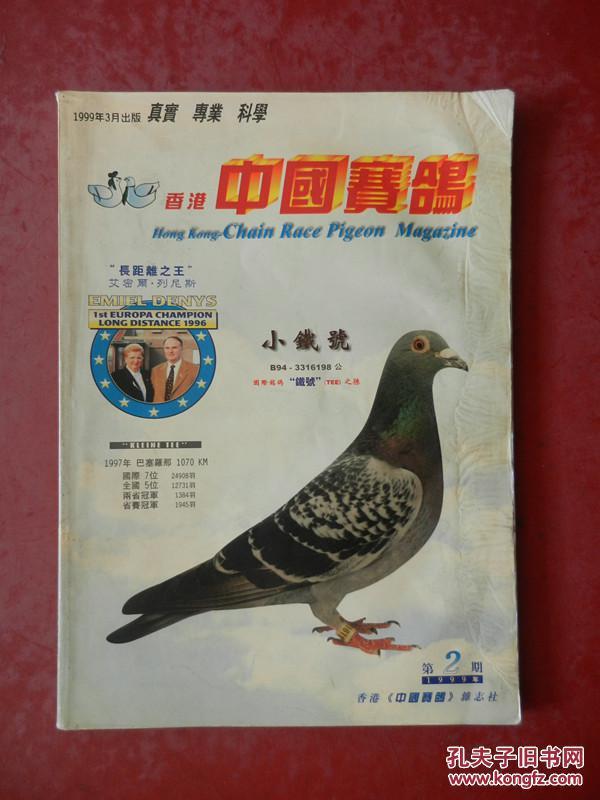 1999年3月出版 真實 專業 科學
香港 中國賽鴿
Hong Kong-Chain Race Pigeon Magazine
"長距離之王"
艾密爾·列尼斯
EMIEL DENYS
1st EUROPA CHAMPION
LONG DISTANCE 1996
小鐵號
B94-3316198 公
國際銘鴿 "鐵號" (TEE) 之孫
"KLEINE TEE"
1997年 巴塞羅那 1070 KM
國際 7位 24908羽
全國 5位 12731羽
兩省冠軍 1384羽
省賽冠軍 1945羽
第 2 期
1999年
香港《中國賽鴿》雜志社
孔夫子旧书网
www.kongfz.com